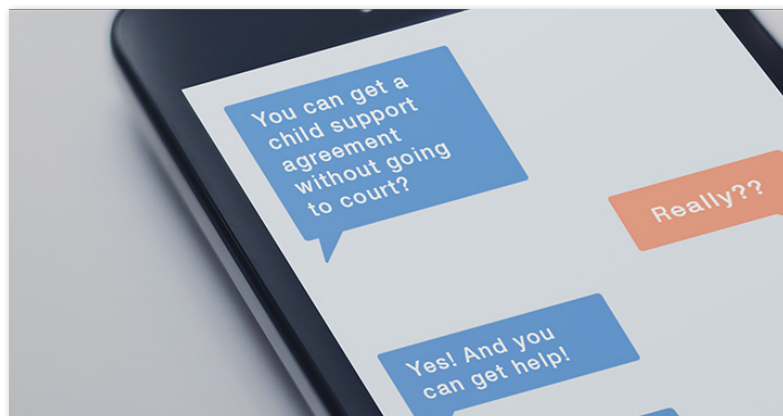 You can get a
child support
agreement
without going
to court?
Really??
Yes! And you
can get help!